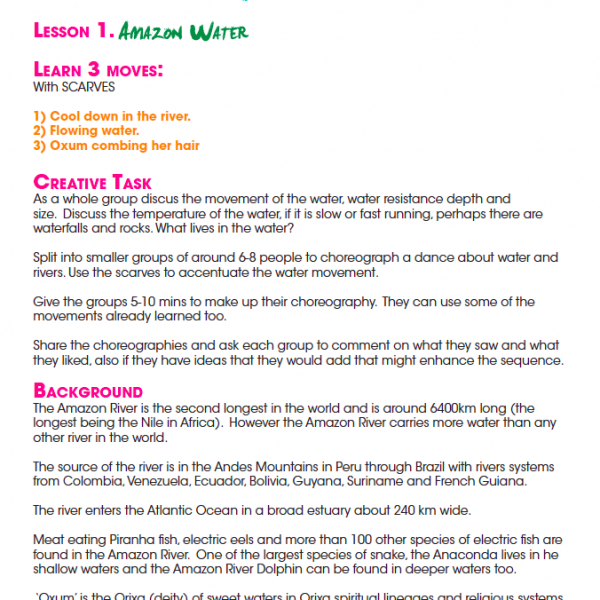 Lesson 1. Amazon Water
Learn 3 moves:
With SCARVES
1) Cool down in the river.
2) Flowing water.
3) Oxum combing her hair
Creative Task
As a whole group discus the movement of the water, water resistance depth and
size. Discuss the temperature of the water, if it is slow or fast running, perhaps there are
waterfalls and rocks. What lives in the water?
Split into smaller groups of around 6-8 people to choreograph a dance about water and
rivers. Use the scarves to accentuate the water movement.
Give the groups 5-10 mins to make up their choreography. They can use some of the
movements already learned too.
Share the choreographies and ask each group to comment on what they saw and what
they liked, also if they have ideas that they would add that might enhance the sequence.
Background
The Amazon River is the second longest in the world and is around 6400km long (the
longest being the Nile in Africa). However the Amazon River carries more water than any
other river in the world.
The source of the river is in the Andes Mountains in Peru through Brazil with rivers systems
from Colombia, Venezuela, Ecuador, Bolivia, Guyana, Suriname and French Guiana.
The river enters the Atlantic Ocean in a broad estuary about 240 km wide.
Meat eating Piranha fish, electric eels and more than 100 other species of electric fish are
found in the Amazon River. One of the largest species of snake, the Anaconda lives in he
shallow waters and the Amazon River Dolphin can be found in deeper waters too.
'Oxum' is the Orixa (deity) of sweet waters in Orixa spiritual lineages and religious systems